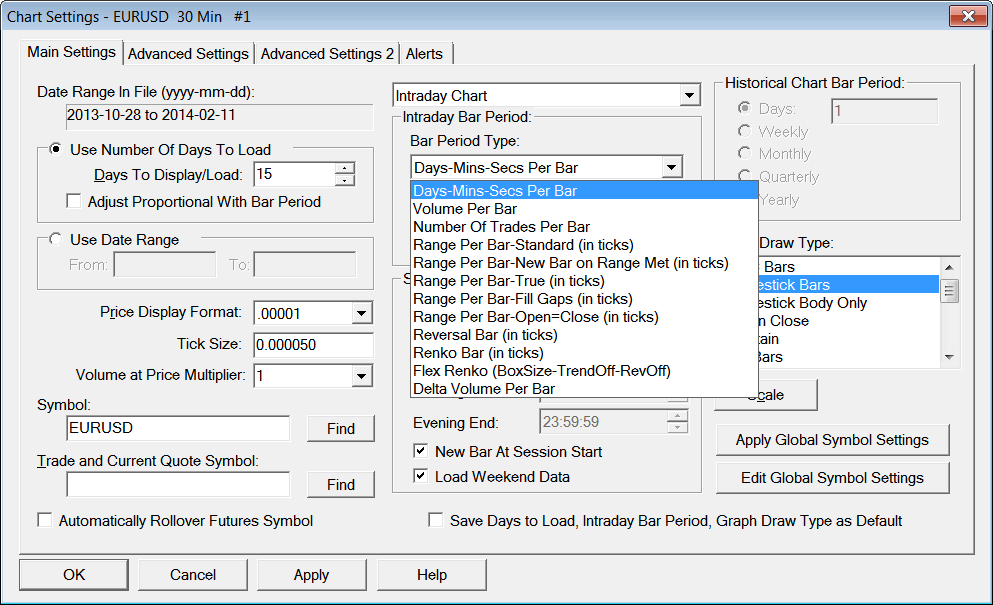 Chart Settings - EURUSD  30 Min  #1
Main Settings
Advanced Settings
Advanced Settings 2
Alerts
Date Range In File (yyyy-mm-dd):
2013-10-28 to 2014-02-11
Use Number Of Days To Load
Days To Display/Load:
15
Adjust Proportional With Bar Period
Use Date Range
From:
To:
Price Display Format:
.00001
Tick Size:
0.000050
Volume at Price Multiplier:
1
Symbol:
EURUSD
Find
Trade and Current Quote Symbol:
Find
Automatically Rollover Futures Symbol
Intraday Chart
Intraday Bar Period:
Bar Period Type:
Days-Mins-Secs Per Bar
Days-Mins-Secs Per Bar
Volume Per Bar
Number Of Trades Per Bar
Range Per Bar-Standard (in ticks)
Range Per Bar-New Bar on Range Met (in ticks)
Range Per Bar-True (in ticks)
Range Per Bar-Fill Gaps (in ticks)
Range Per Bar-Open=Close (in ticks)
Reversal Bar (in ticks)
Renko Bar (in ticks)
Flex Renko (BoxSize-TrendOff-RevOff)
Delta Volume Per Bar
Evening End:
23:59:59
New Bar At Session Start
Load Weekend Data
Save Days to Load, Intraday Bar Period, Graph Draw Type as Default
Historical Chart Bar Period:
Days:
1
Weekly
Monthly
Quarterly
Yearly
Draw Type:
Bars
estick Bars
estick Body Only
n Close
tain
Bars
Scale
Apply Global Symbol Settings
Edit Global Symbol Settings
OK
Cancel
Apply
Help